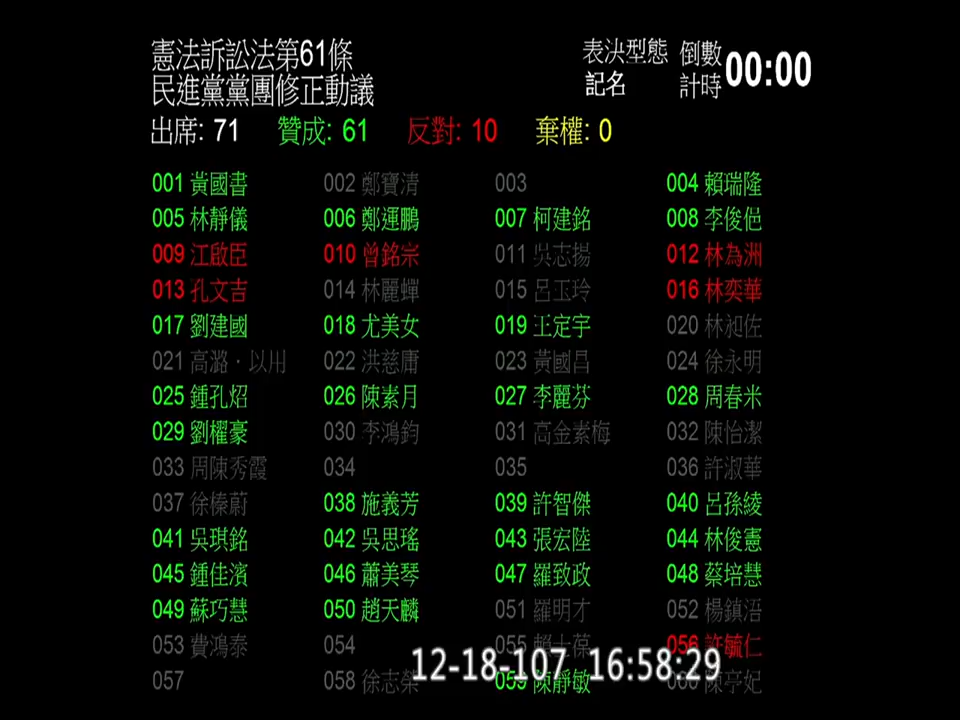 憲法訴訟法第61條
民進黨黨團修正動議
表決型態 記名
倒數計時 00:00
出席: 71 贊成: 61 反對: 10 棄權: 0
001 黃國書 002 鄭寶清 003 004 賴瑞隆
005 林靜儀 006 鄭運鵬 007 柯建銘 008 李俊俋
009 江啟臣 010 曾銘宗 011 吳志揚 012 林為洲
013 孔文吉 014 林麗蟬 015 呂玉玲 016 林奕華
017 劉建國 018 尤美女 019 王定宇 020 林昶佐
021 高潞·以用 022 洪慈庸 023 黃國昌 024 徐永明
025 鍾孔炤 026 陳素月 027 李麗芬 028 周春米
029 劉櫂豪 030 李鴻鈞 031 高金素梅 032 陳怡潔
033 周陳秀霞 034 035 036 許淑華
037 徐榛蔚 038 施義芳 039 許智傑 040 呂孫綾
041 吳琪銘 042 吳思瑤 043 張宏陸 044 林俊憲
045 鍾佳濱 046 蕭美琴 047 羅致政 048 蔡培慧
049 蘇巧慧 050 趙天麟 051 羅明才 052 楊鎮浯
053 費鴻泰 054 055 賴士葆 056 許毓仁
057 058 徐志榮 059 陳靜敏 060 陳亭妃
12-18-107 16:58:29